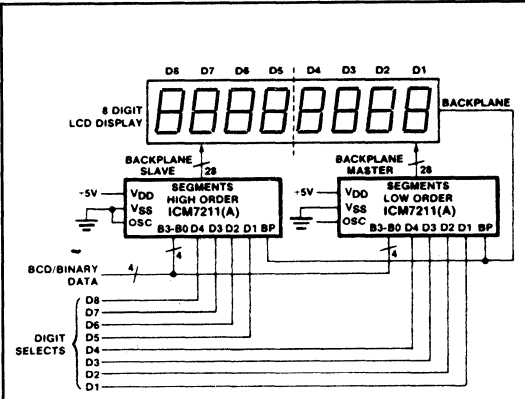 D8 D7 D6 D5 D4 D3 D2 D1
8 DIGIT
LCD DISPLAY
BACKPLANE
BACKPLANE
SLAVE
28
BACKPLANE
MASTER
28
+5V
VDD
VSS
OSC
SEGMENTS
HIGH ORDER
ICM7211(A)
B3-B0 D4 D3 D2 D1 BP
+5V
VDD
VSS
OSC
SEGMENTS
LOW ORDER
ICM7211(A)
B3-B0 D4 D3 D2 D1 BP
4
4
BCD/BINARY
DATA
4
DIGIT
SELECTS
D8
D7
D6
D5
D4
D3
D2
D1